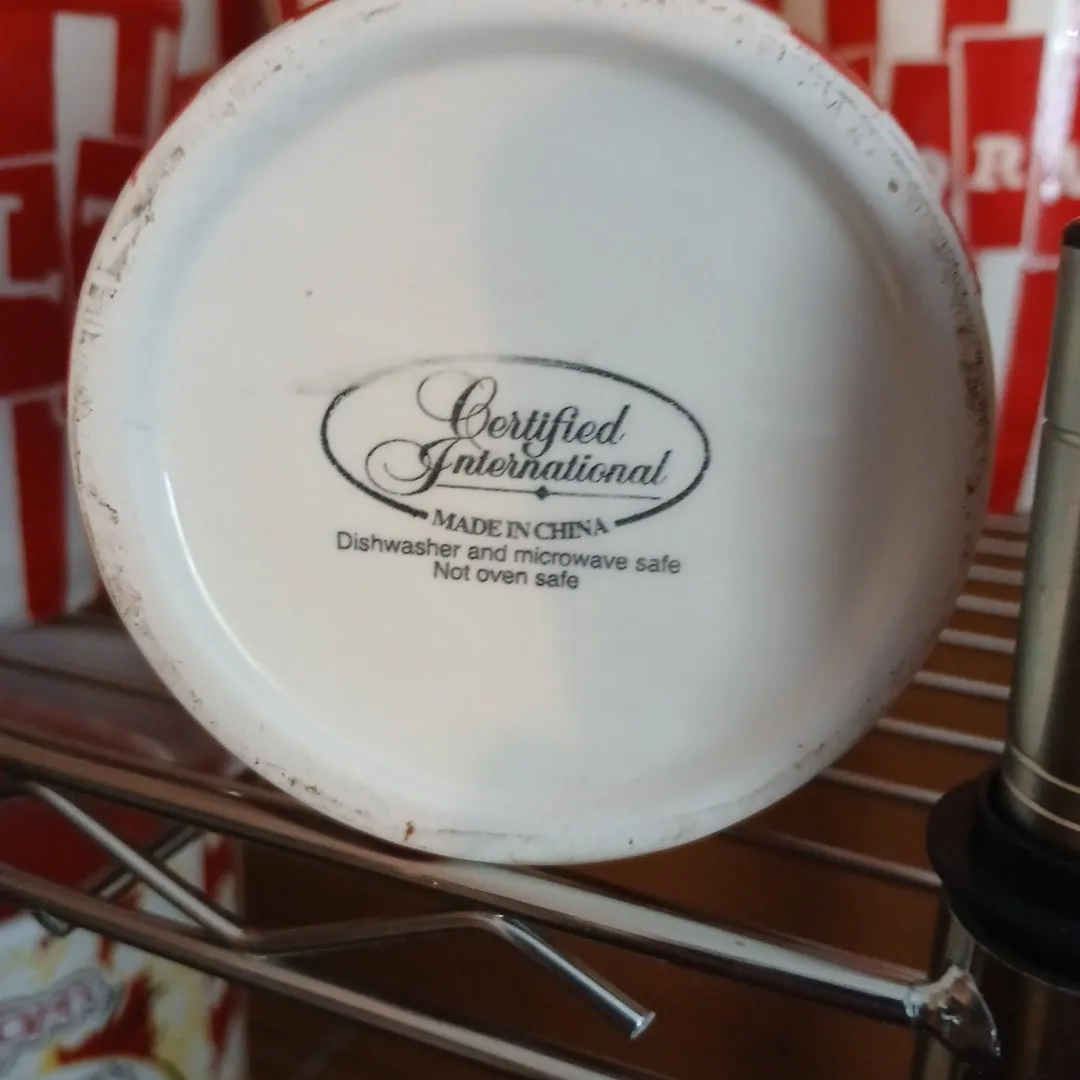 Certified
International
MADE IN CHINA
Dishwasher and microwave safe
Not oven safe